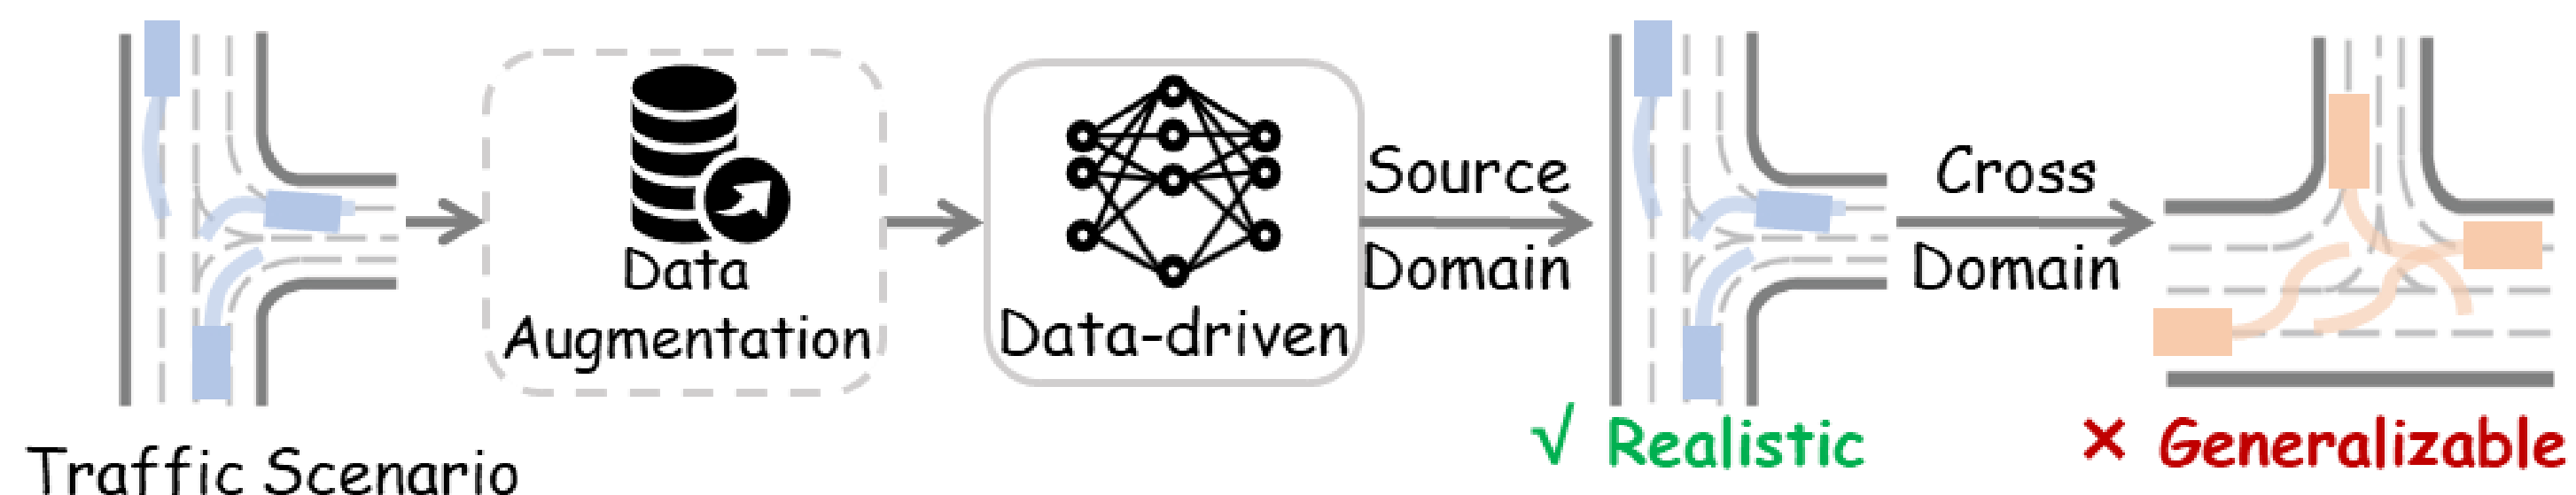 Traffic Scenario
Data
Augmentation
Data-driven
Source
Domain
√ Realistic
Cross
Domain
× Generalizable